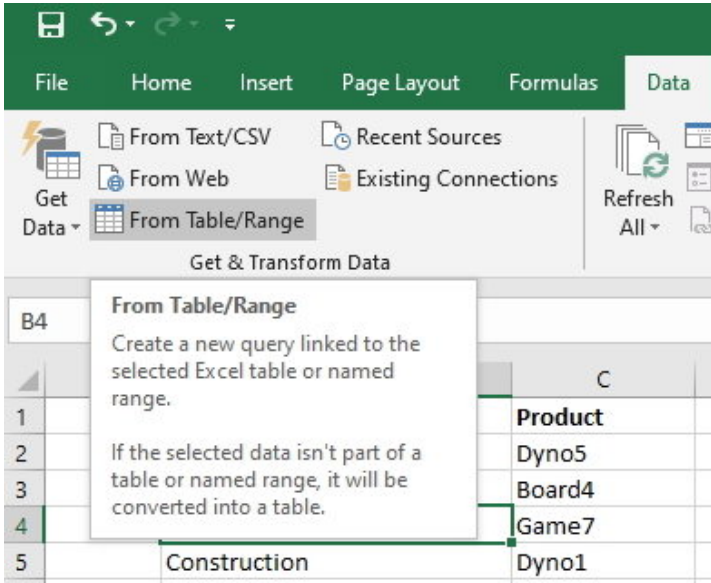 File Home Insert Page Layout Formulas Data
From Text/CSV Recent Sources
From Web Existing Connections
Get Data
From Table/Range
Refresh All
Get & Transform Data
B4
From Table/Range
Create a new query linked to the
selected Excel table or named
range.
If the selected data isn't part of a
table or named range, it will be
converted into a table.
C
1 Product
2 Dyno5
3 Board4
4 Game7
5 Construction Dyno1